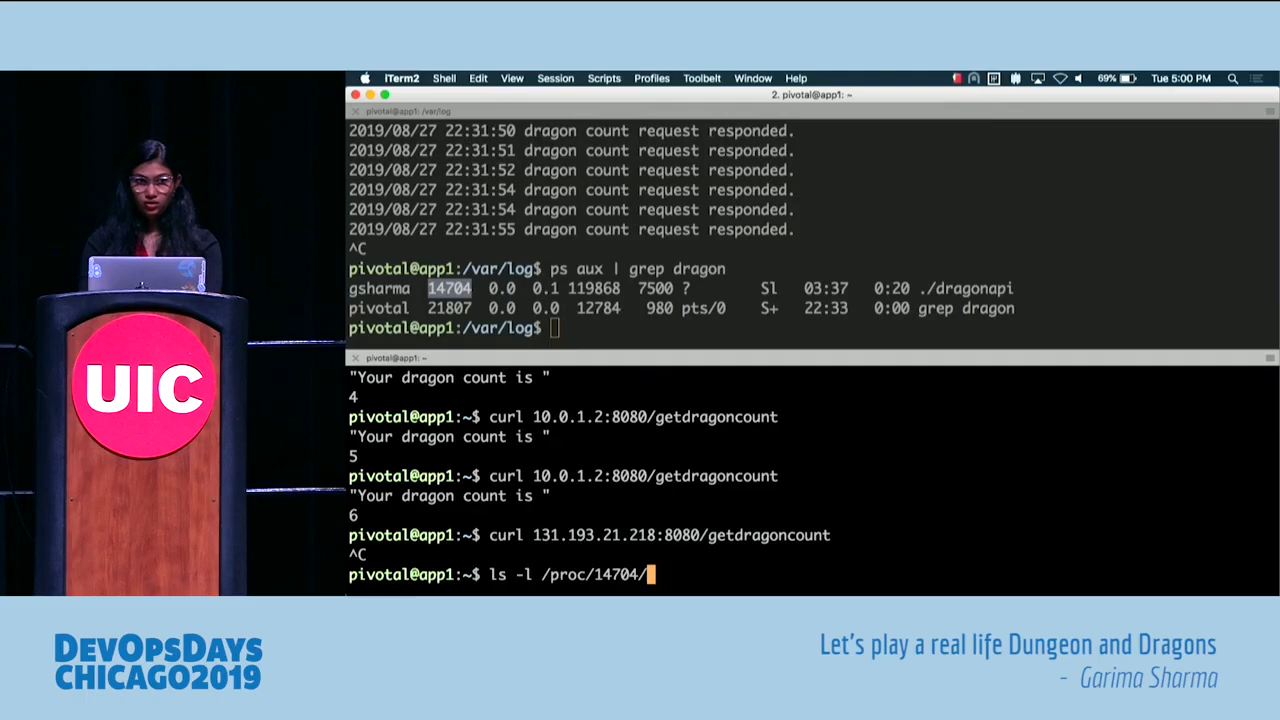 iTerm2 Shell Edit View Session Scripts Profiles Toolbelt Window Help 69% Tue 5:00 PM
2. pivotal@app1: ~
pivotal@app1: /var/log
2019/08/27 22:31:50 dragon count request responded.
2019/08/27 22:31:51 dragon count request responded.
2019/08/27 22:31:52 dragon count request responded.
2019/08/27 22:31:54 dragon count request responded.
2019/08/27 22:31:54 dragon count request responded.
2019/08/27 22:31:55 dragon count request responded.
^C
pivotal@app1:/var/log$ ps aux | grep dragon
gsharma 14704 0.0 0.1 119868 7500 ? Sl 03:37 0:20 ./dragonapi
pivotal 21807 0.0 0.0 12784 980 pts/0 S+ 22:33 0:00 grep dragon
pivotal@app1:/var/log$
pivotal@app1: ~
"Your dragon count is "
4
pivotal@app1:~$ curl 10.0.1.2:8080/getdragoncount
"Your dragon count is "
5
pivotal@app1:~$ curl 10.0.1.2:8080/getdragoncount
"Your dragon count is "
6
pivotal@app1:~$ curl 131.193.21.218:8080/getdragoncount
^C
pivotal@app1:~$ ls -l /proc/14704/
UIC
DEVOPSDAYS
CHICAGO2019
Let's play a real life Dungeon and Dragons
- Garima Sharma